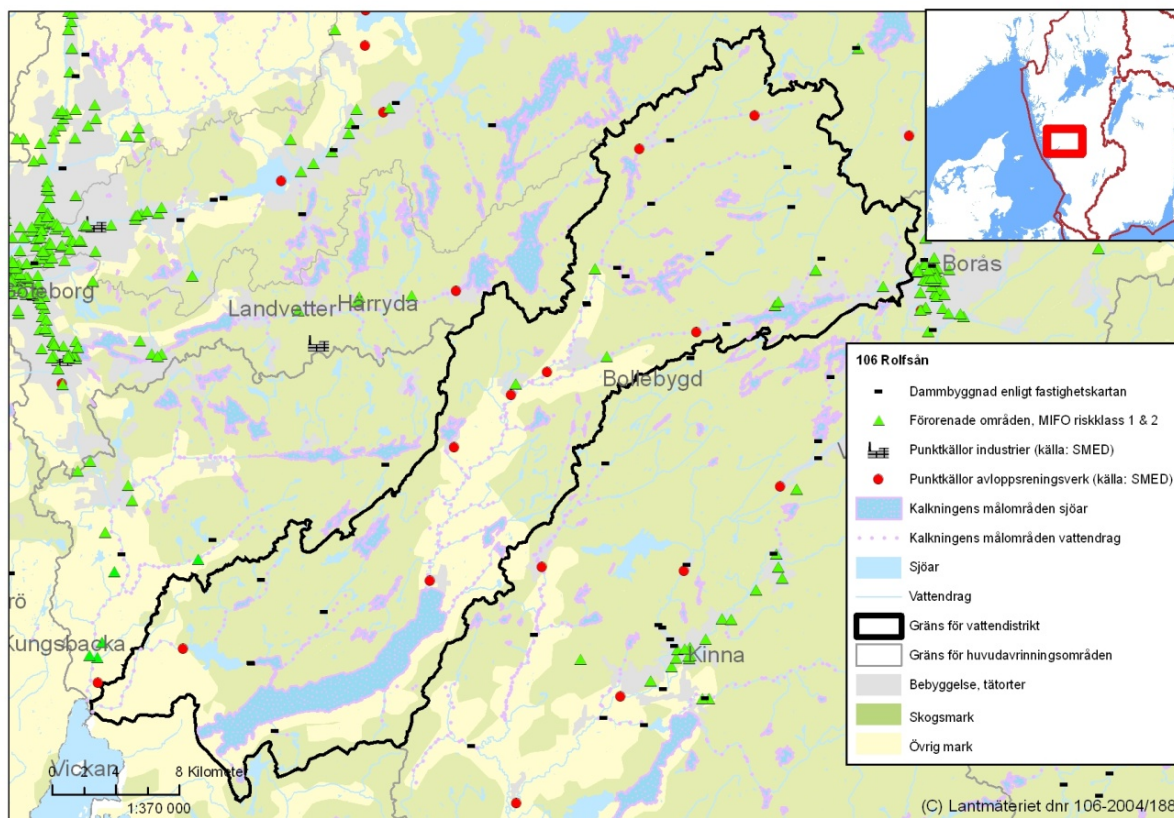 Göteborg
Landvetter
Härryda
Borås
Bollebygd
Kungsbacka
Kinna
Vickan
rö
V
0 2 4 8 Kilometer
1:370 000
106 Rolfsån
Dammbyggnad enligt fastighetskartan
Förorenade områden, MIFO riskklass 1 & 2
Punktkällor industrier (källa: SMED)
Punktkällor avloppsreningsverk (källa: SMED)
Kalkningens målområden sjöar
Kalkningens målområden vattendrag
Sjöar
Vattendrag
Gräns för vattendistrikt
Gräns för huvudavrinningsområden
Bebyggelse, tätorter
Skogsmark
Övrig mark
(C) Lantmäteriet dnr 106-2004/188